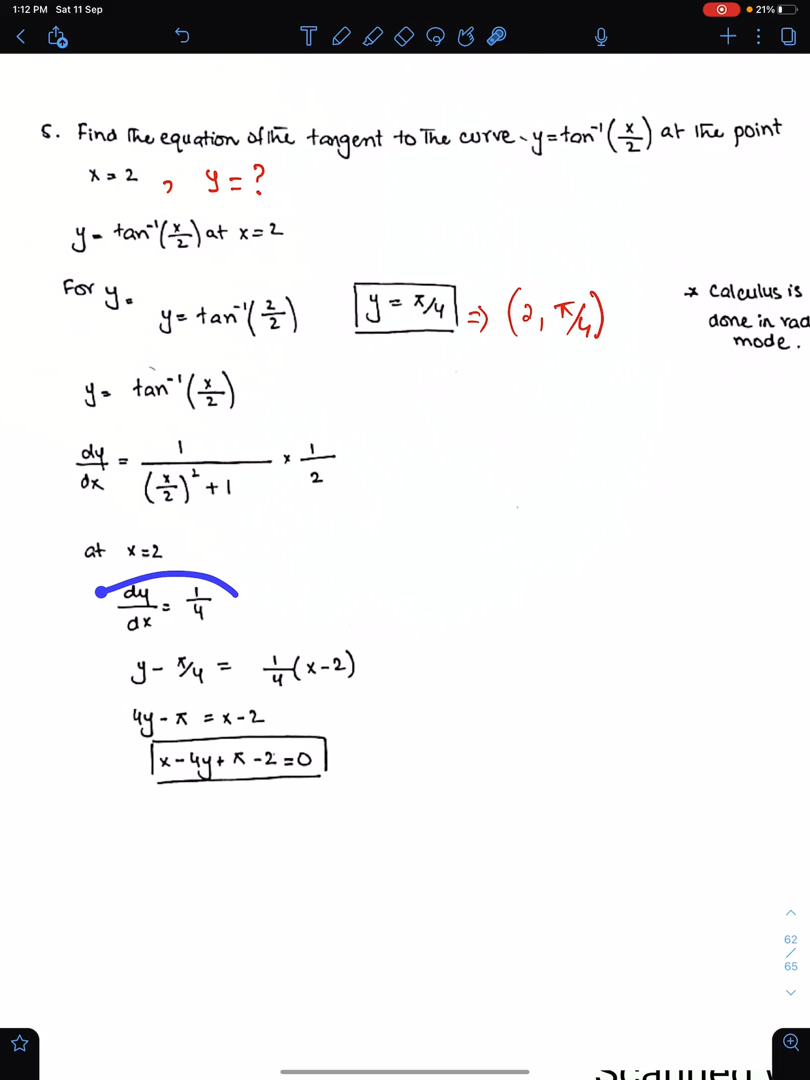 1:12 PM Sat 11 Sep
21%
T
5. Find the equation of the tangent to the curve y = tan⁻¹(x/2) at the point
x = 2 , y = ?
y = tan⁻¹(x/2) at x = 2
For y =
y = tan⁻¹(2/2) y = π/4 ⇒ (2, π/4)
* Calculus is
done in rad
mode.
y = tan⁻¹(x/2)
dy/dx = 1/((x/2)² + 1) × 1/2
at x = 2
dy/dx = 1/4
y - π/4 = 1/4 (x - 2)
4y - π = x - 2
x - 4y + π - 2 = 0
62
/
65